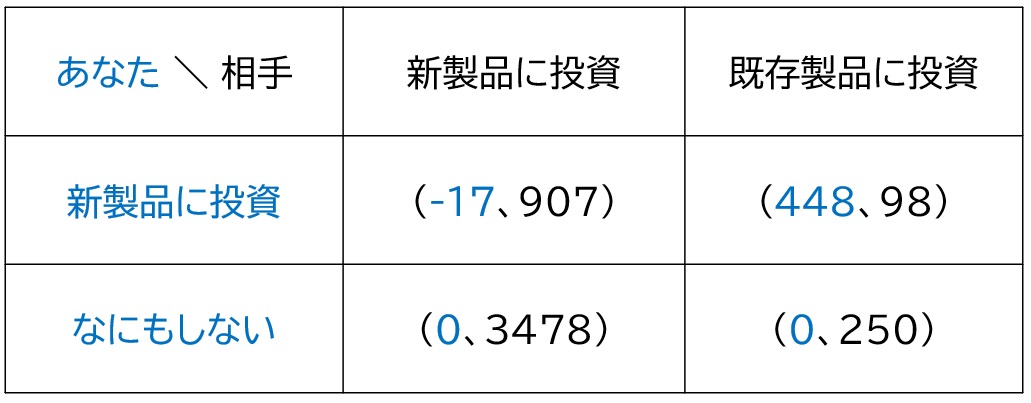 あなた ＼ 相手 新製品に投資 既存製品に投資
新製品に投資 （-17、907） （448、98）
なにもしない （0、3478） （0、250）